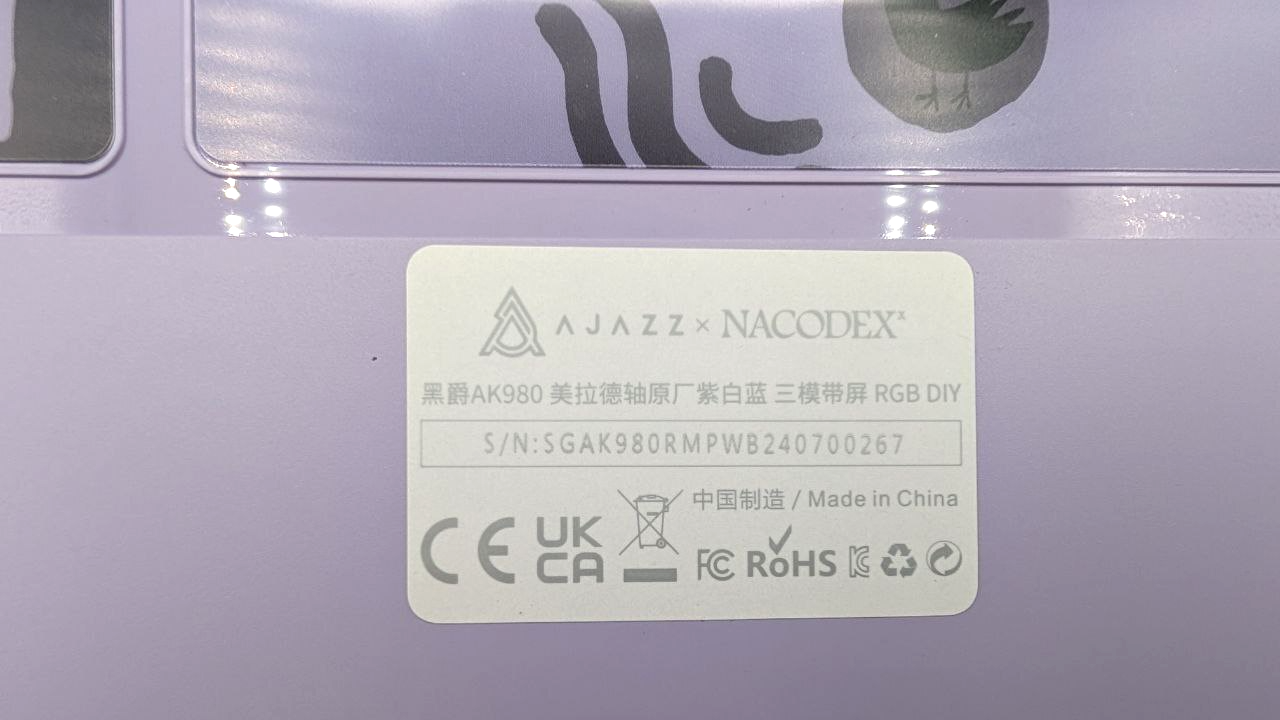 AJAZZ × NACODEXˣ
黑爵AK980 美拉德轴原厂紫白蓝 三模带屏 RGB DIY
S/N:SGAK980RMPWB240700267
中国制造 / Made in China
CE UK CA FC RoHS